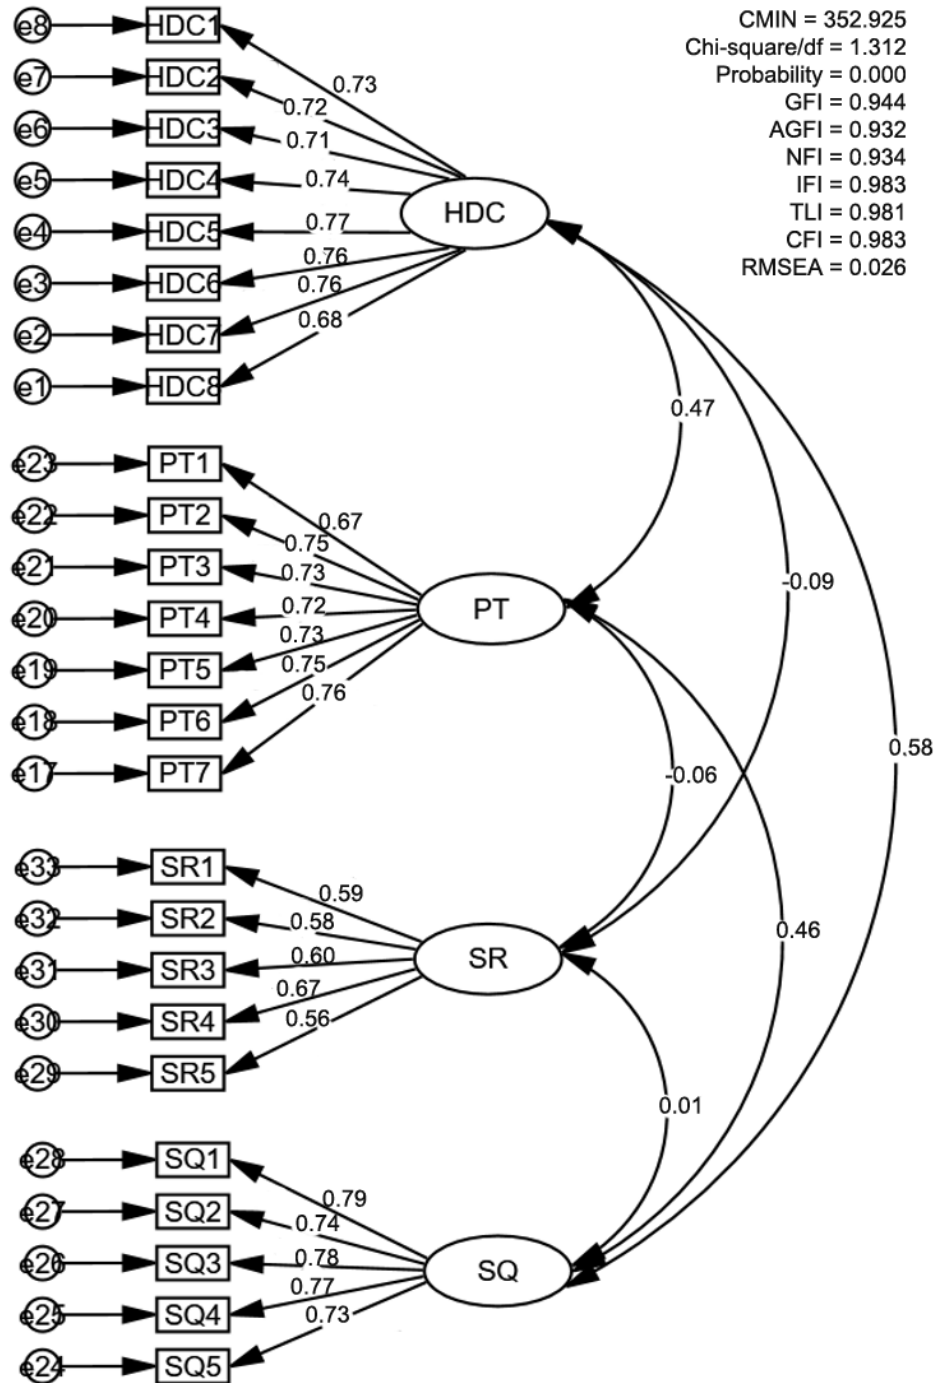 CMIN = 352.925
Chi-square/df = 1.312
Probability = 0.000
GFI = 0.944
AGFI = 0.932
NFI = 0.934
IFI = 0.983
TLI = 0.981
CFI = 0.983
RMSEA = 0.026
e8 HDC1 0.73
e7 HDC2 0.72
e6 HDC3 0.71
e5 HDC4 0.74
e4 HDC5 0.77
e3 HDC6 0.76
e2 HDC7 0.76
e1 HDC8 0.68
HDC
0.47
e23 PT1 0.67
e22 PT2 0.75
e21 PT3 0.73
e20 PT4 0.72
e19 PT5 0.73
e18 PT6 0.75
e17 PT7 0.76
PT
-0.09
0.58
-0.06
e33 SR1 0.59
e32 SR2 0.58
e31 SR3 0.60
e30 SR4 0.67
e29 SR5 0.56
SR
0.46
0.01
e28 SQ1 0.79
e27 SQ2 0.74
e26 SQ3 0.78
e25 SQ4 0.77
e24 SQ5 0.73
SQ